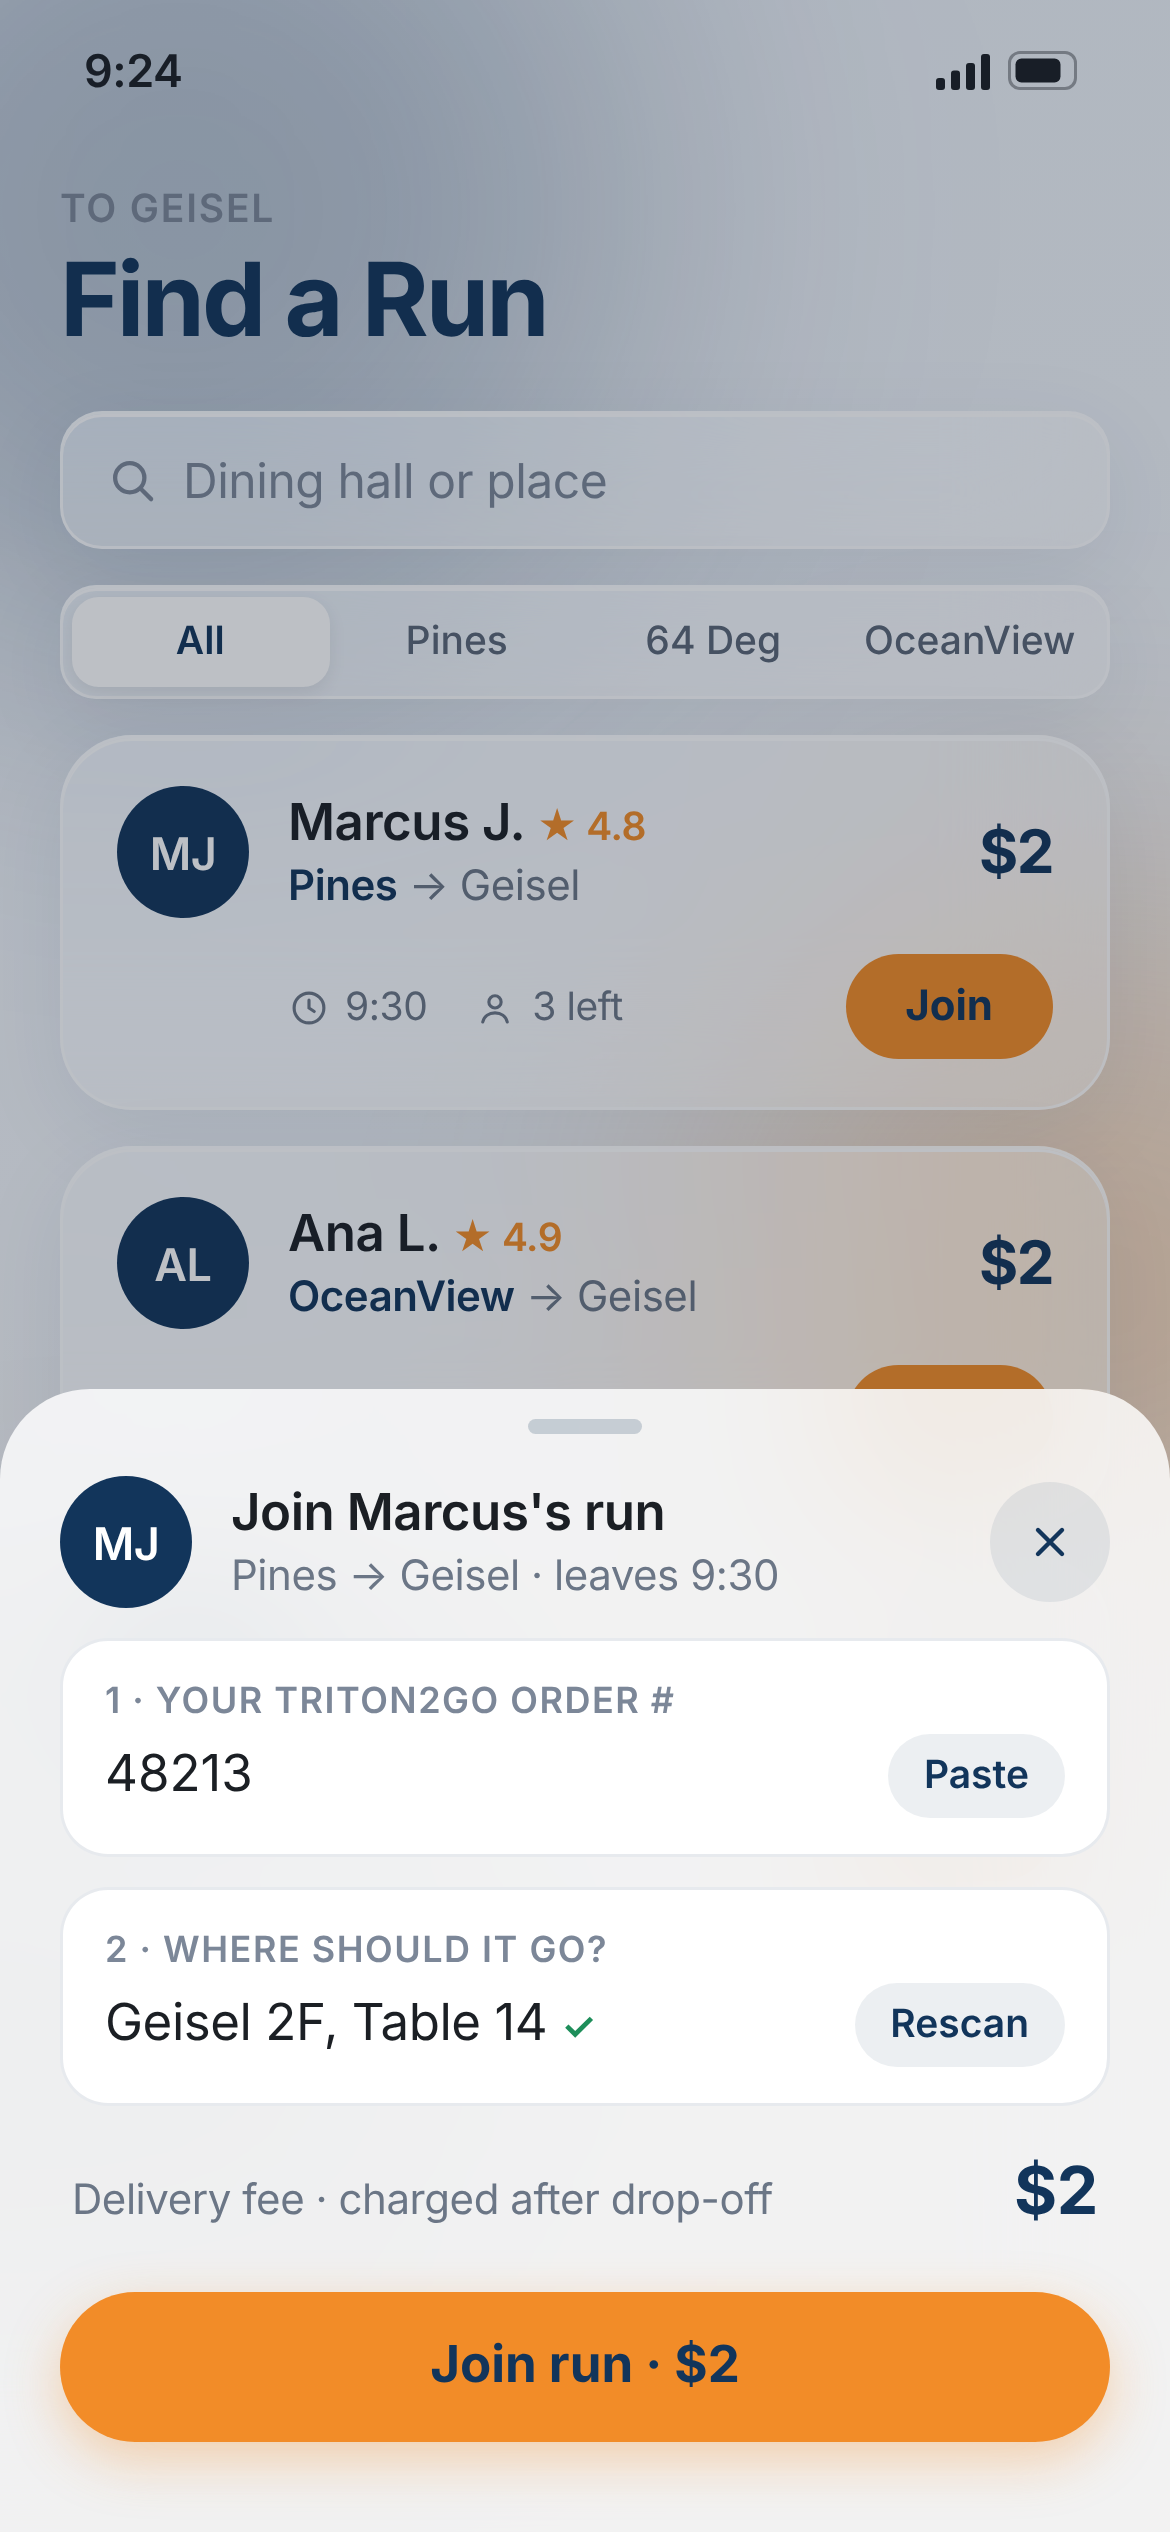 9:24
TO GEISEL
Find a Run
Dining hall or place
All Pines 64 Deg OceanView
MJ Marcus J. ★ 4.8
Pines → Geisel
$2
9:30 3 left Join
AL Ana L. ★ 4.9
OceanView → Geisel
$2
MJ Join Marcus's run
Pines → Geisel · leaves 9:30
1 · YOUR TRITON2GO ORDER #
48213 Paste
2 · WHERE SHOULD IT GO?
Geisel 2F, Table 14 ✓ Rescan
Delivery fee · charged after drop-off $2
Join run · $2